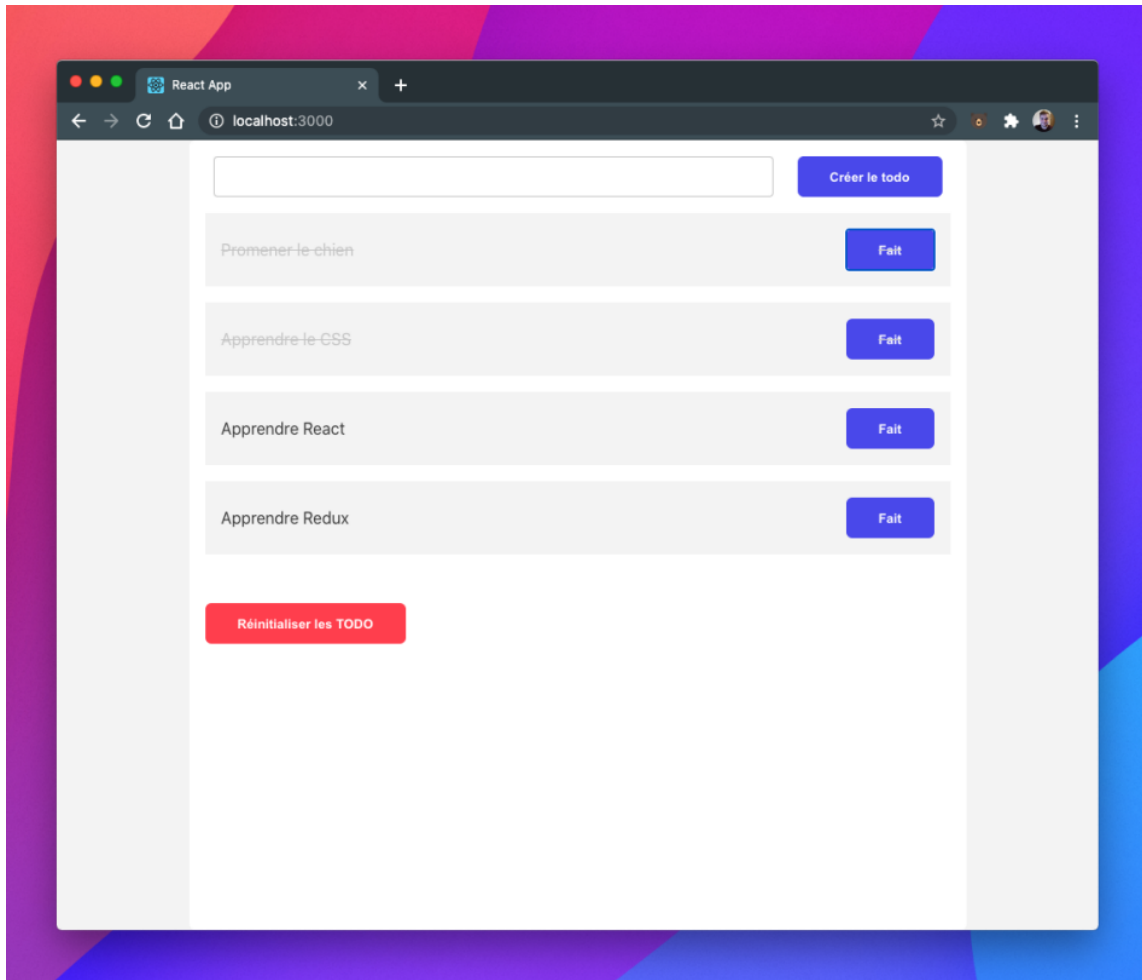 React App
localhost:3000
Créer le todo
Promener le chien
Fait
Apprendre le CSS
Fait
Apprendre React
Fait
Apprendre Redux
Fait
Réinitialiser les TODO